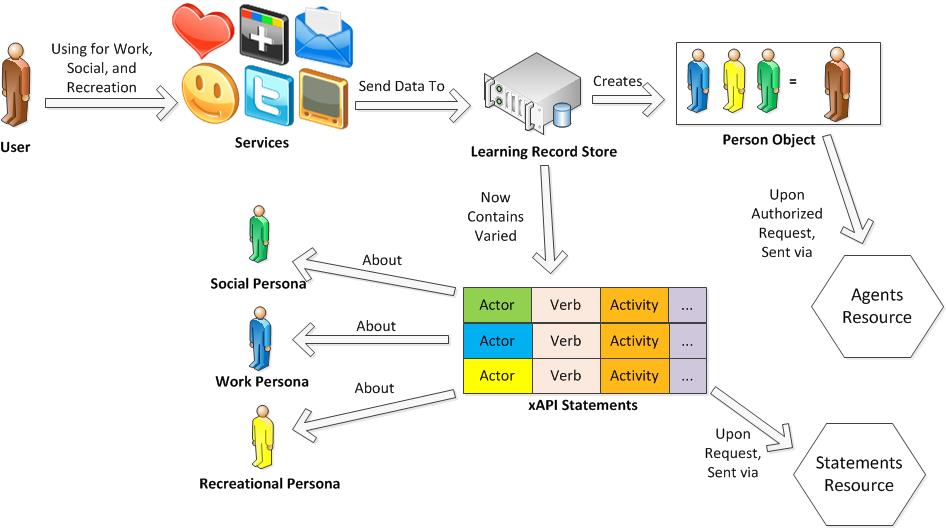 Using for Work,
Social, and
Recreation
User
Services
Send Data To
Learning Record Store
Creates
=
Person Object
Upon
Authorized
Request,
Sent via
Agents
Resource
Now
Contains
Varied
About
Social Persona
About
Work Persona
About
Recreational Persona
Actor Verb Activity ...
Actor Verb Activity ...
Actor Verb Activity ...
xAPI Statements
Upon
Request,
Sent via
Statements
Resource